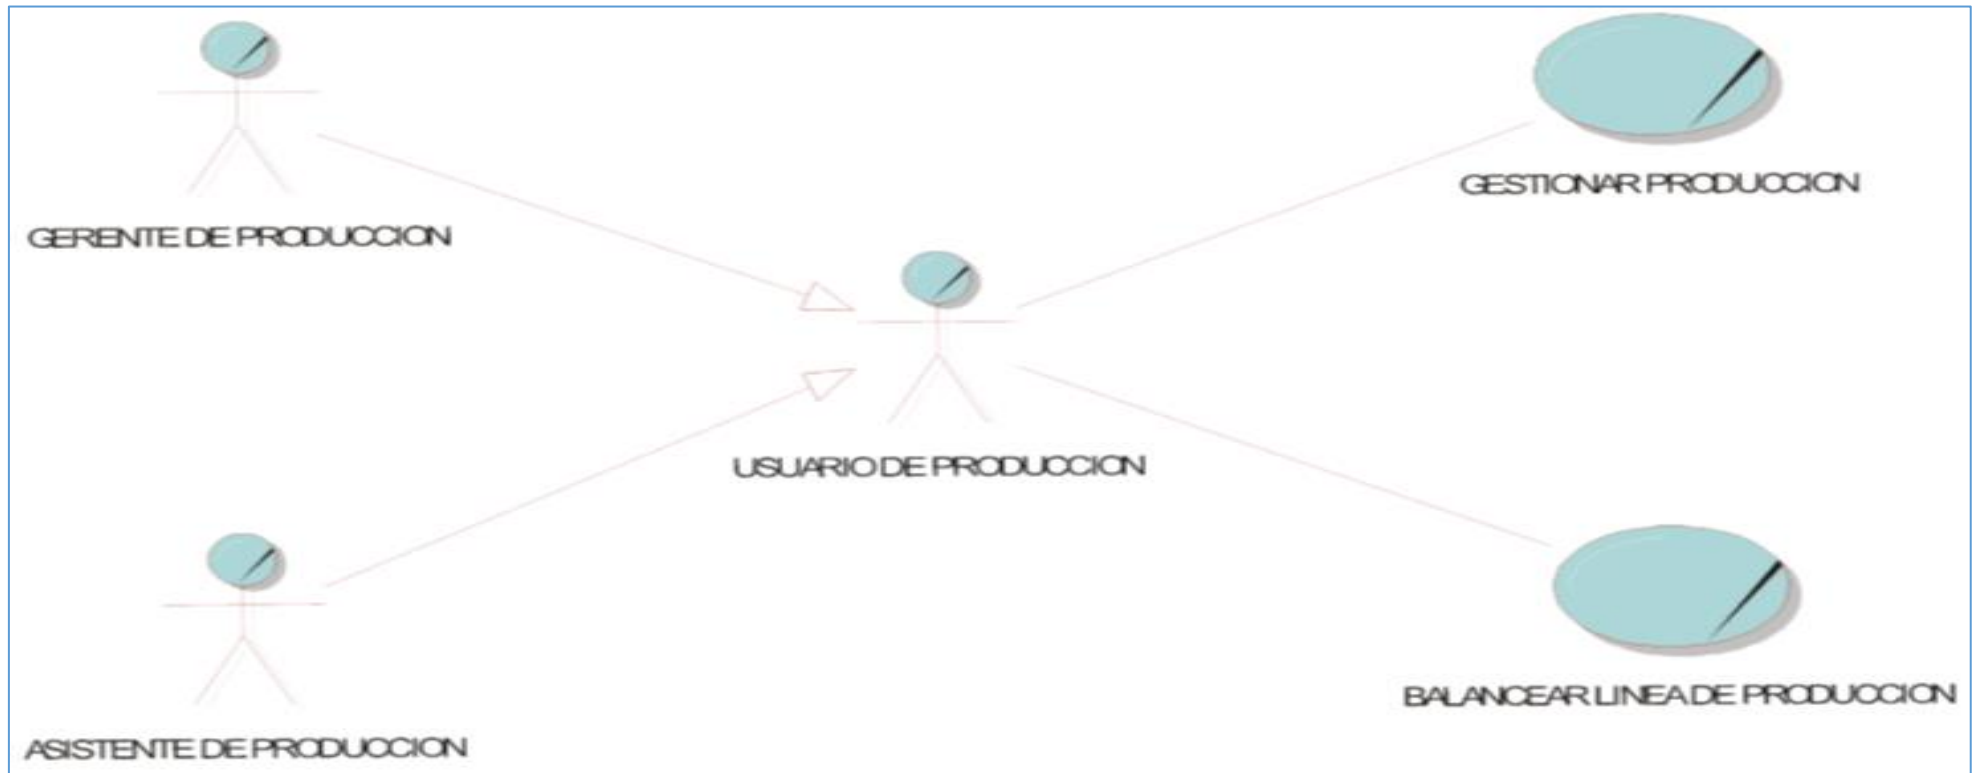 GESTIONAR PRODUCCION
GERENTE DE PRODUCCION
USUARIO DE PRODUCCION
BALANCEAR LINEA DE PRODUCCION
ASISTENTE DE PRODUCCION